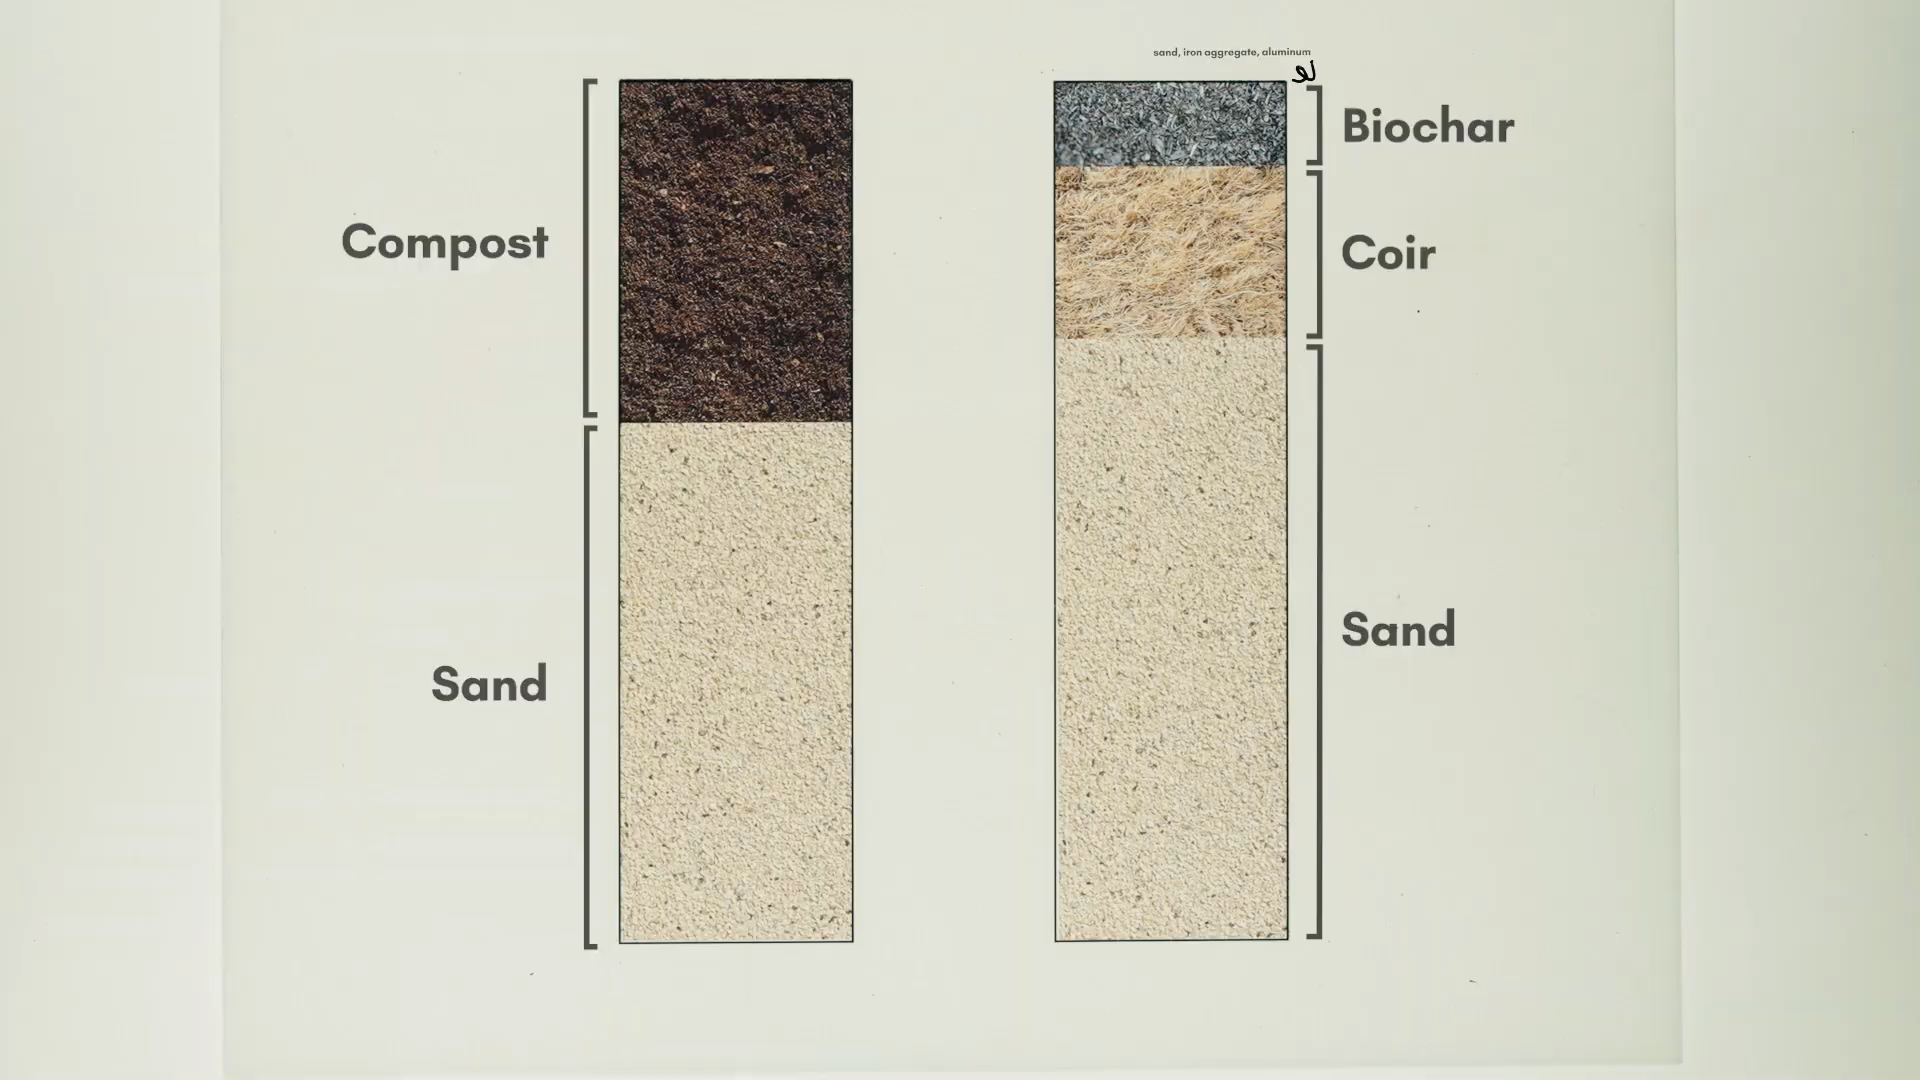 sand, iron aggregate, aluminum
Compost
Sand
Biochar
Coir
Sand